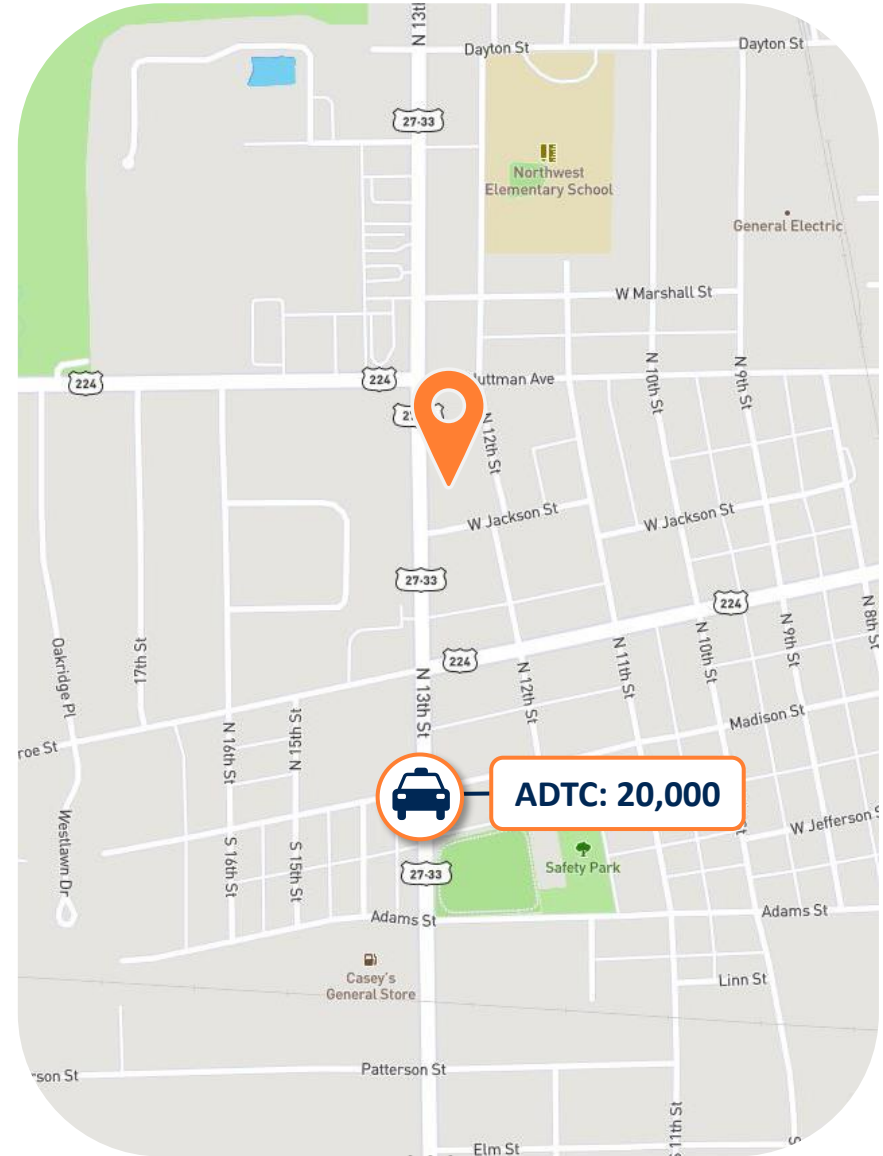 N 13th
Dayton St
Dayton St
27-33
Northwest
Elementary School
General Electric
W Marshall St
224
224
N 10th St
N 9th St
Ave
N 12th St
W Jackson St
W Jackson St
27-33
224
N 8th St
Oakridge Pl
17th St
224
N 11th St
N 10th St
N 9th St
N 12th St
N 13th St
Madison St
St
N 16th St
N 15th St
ADTC: 20,000
Westlawn Dr
S 16th St
S 15th St
W Jefferson
27-33
Safety Park
Adams St
Adams St
Casey's
General Store
Linn St
Patterson St
St
S 11th St
Elm St